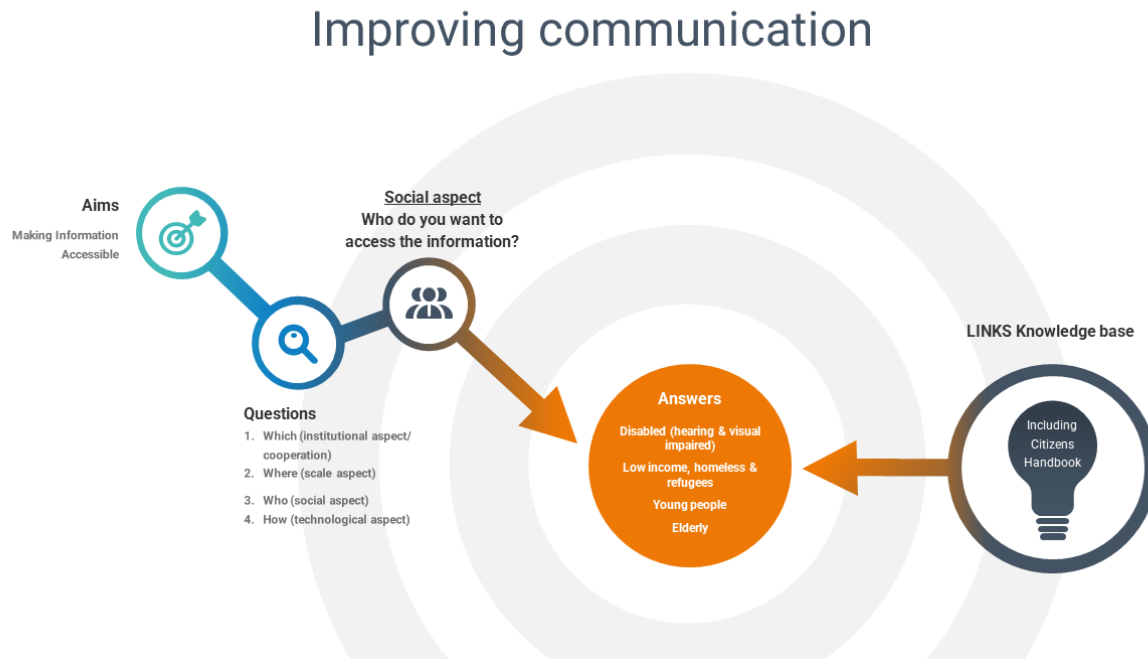 Improving communication
Aims
Making Information
Accessible
Social aspect
Who do you want to
access the information?
Questions
1. Which (institutional aspect/
cooperation)
2. Where (scale aspect)
3. Who (social aspect)
4. How (technological aspect)
Answers
Disabled (hearing & visual
impaired)
Low income, homeless &
refugees
Young people
Elderly
LINKS Knowledge base
Including
Citizens
Handbook